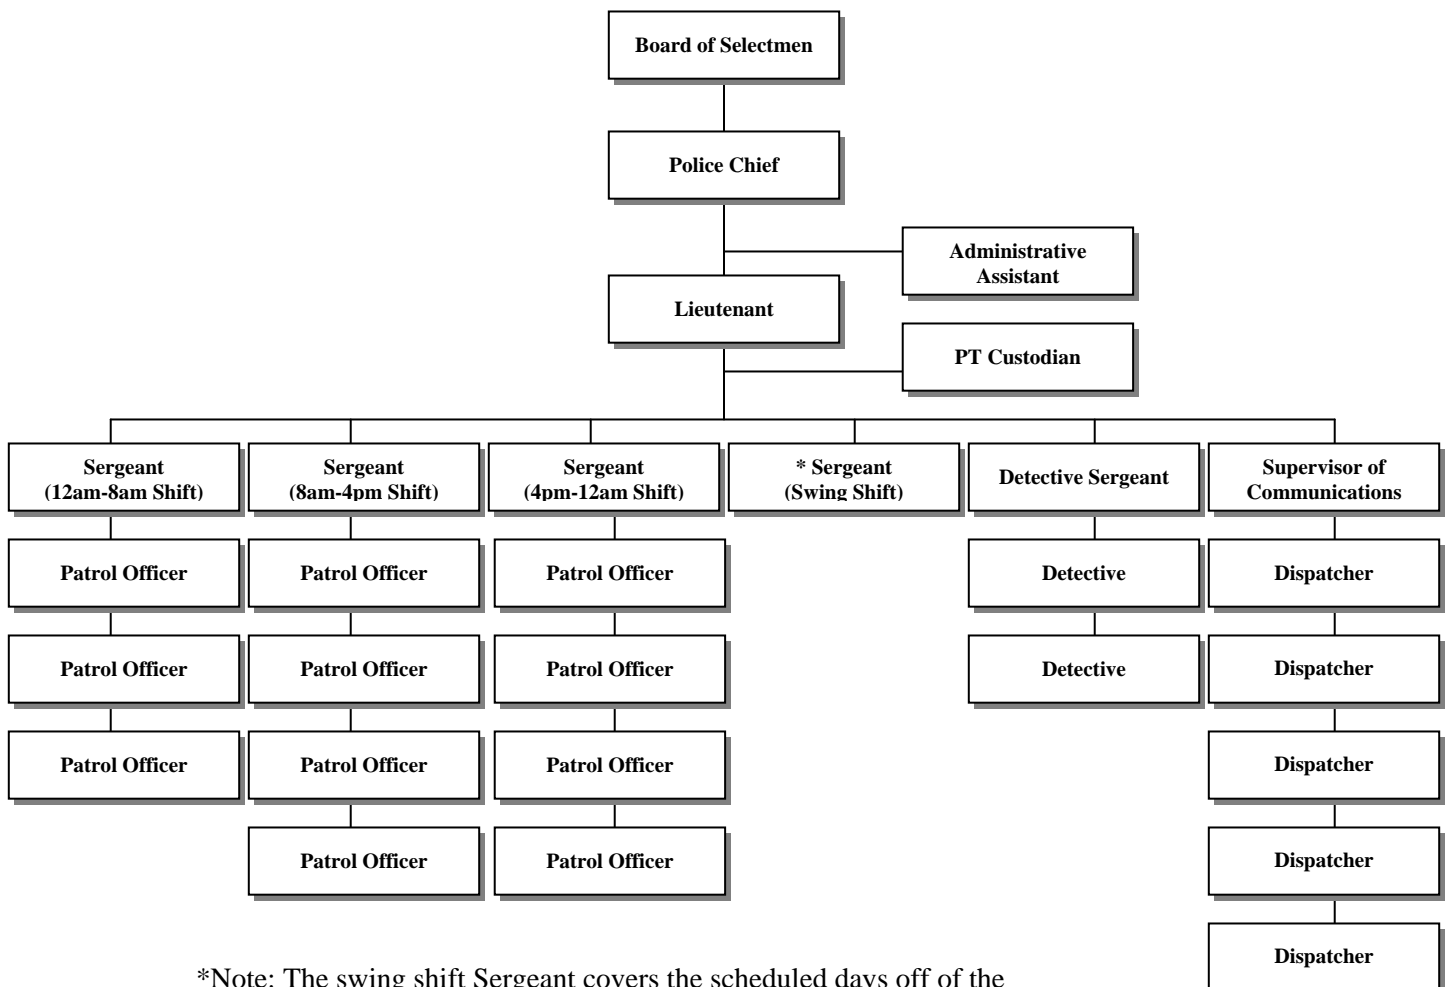 Board of Selectmen
Police Chief
Administrative
Assistant
Lieutenant
PT Custodian
Sergeant
(12am-8am Shift)
Sergeant
(8am-4pm Shift)
Sergeant
(4pm-12am Shift)
* Sergeant
(Swing Shift)
Detective Sergeant
Supervisor of
Communications
Patrol Officer
Patrol Officer
Patrol Officer
Detective
Dispatcher
Patrol Officer
Patrol Officer
Patrol Officer
Detective
Dispatcher
Patrol Officer
Patrol Officer
Patrol Officer
Dispatcher
Patrol Officer
Patrol Officer
Dispatcher
Dispatcher
*Note: The swing shift Sergeant covers the scheduled days off of the